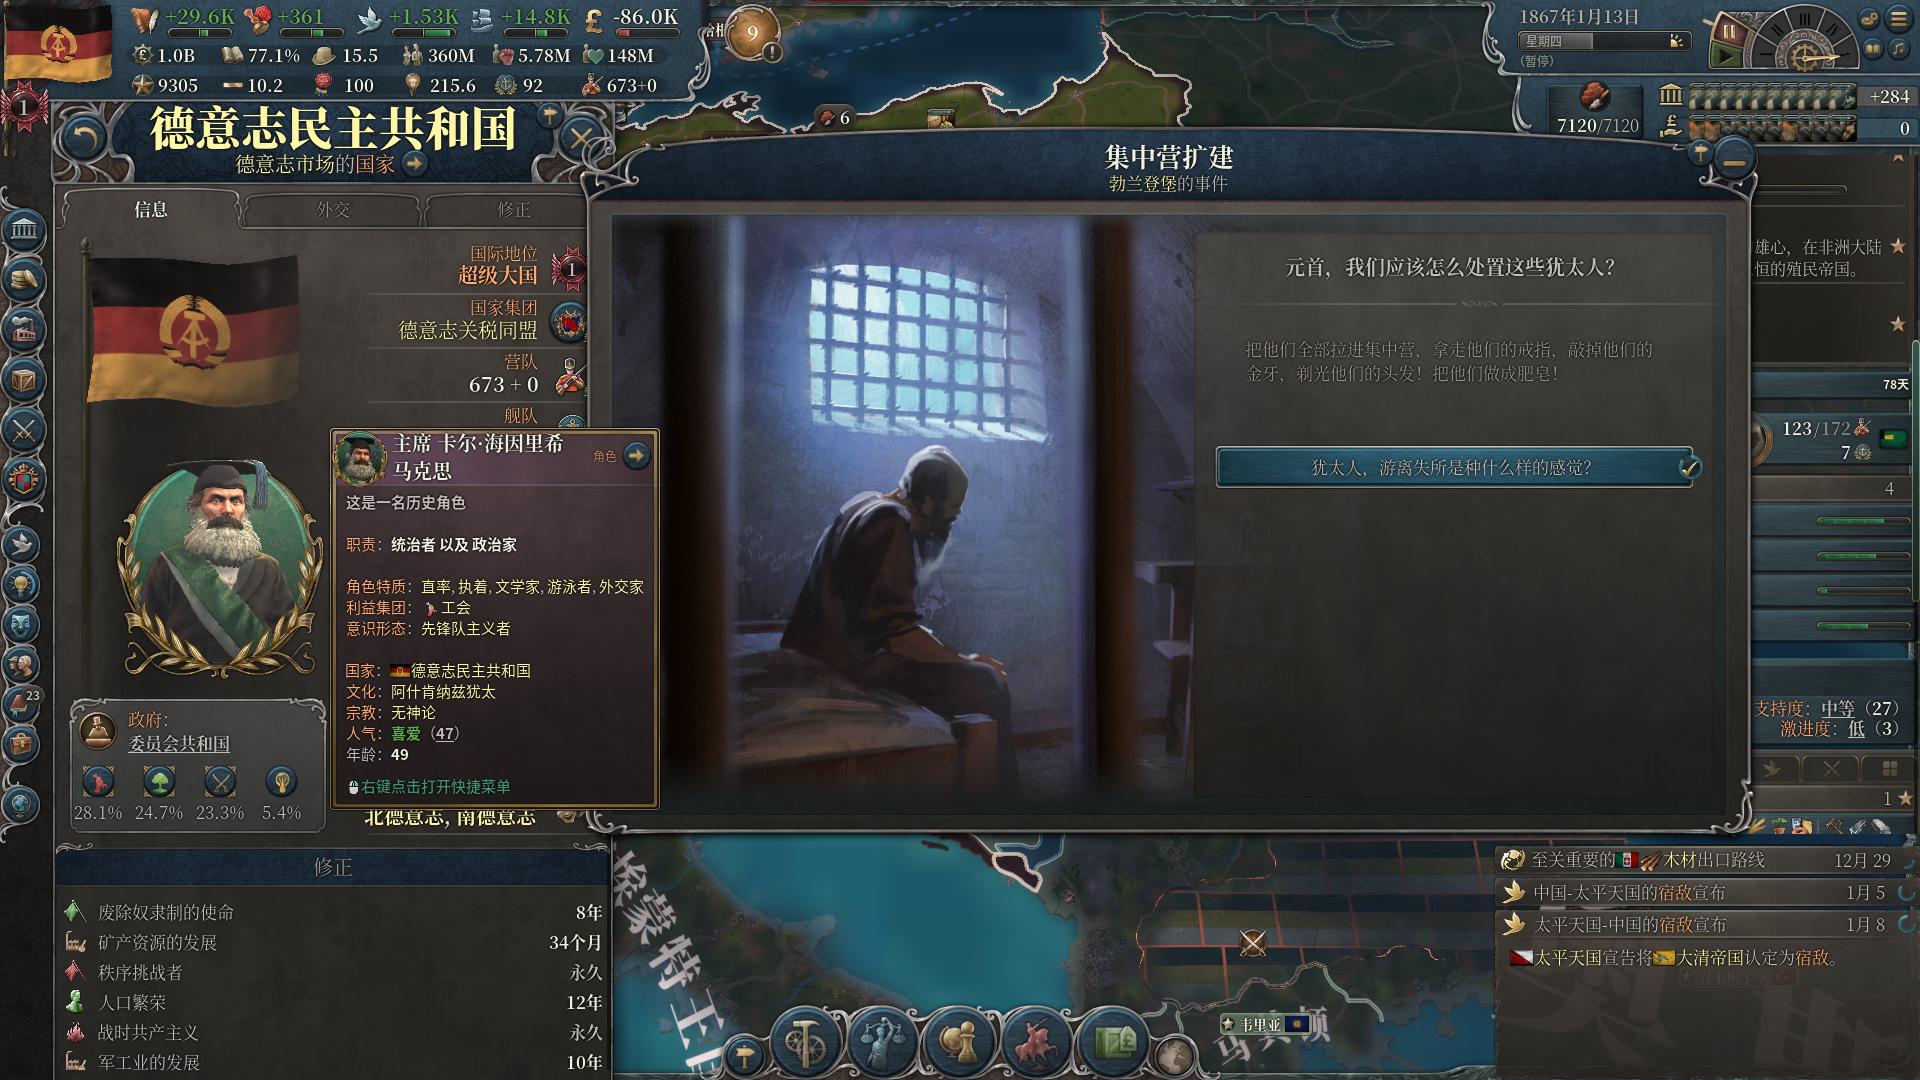 +29.6K +361 +1.53K +14.8K -86.0K
1.0B 77.1% 15.5 360M 5.78M 148M
9305 10.2 100 215.6 92 673+0
1
9
6
1867年1月13日
星期四
(暂停)
7120/7120
+284
0
德意志民主共和国
德意志市场的国家
信息 外交 修正
国际地位
超级大国
1
国家集团
德意志关税同盟
营队
673 + 0
舰队
主席 卡尔·海因里希
马克思
角色
这是一名历史角色
职责：统治者 以及 政治家
角色特质：直率, 执着, 文学家, 游泳者, 外交家
利益集团：工会
意识形态：先锋队主义者
国家：德意志民主共和国
文化：阿什肯纳兹犹太
宗教：无神论
人气：喜爱（47）
年龄：49
右键点击打开快捷菜单
北德意志, 南德意志
政府：
委员会共和国
28.1% 24.7% 23.3% 5.4%
23
修正
废除奴隶制的使命 8年
矿产资源的发展 34个月
秩序挑战者 永久
人口繁荣 12年
战时共产主义 永久
军工业的发展 10年
集中营扩建
勃兰登堡的事件
元首，我们应该怎么处置这些犹太人？
把他们全部拉进集中营，拿走他们的戒指，敲掉他们的
金牙，剃光他们的头发！把他们做成肥皂！
犹太人，游离失所是种什么样的感觉？
雄心，在非洲大陆
恒的殖民帝国。
78天
123/172
7
4
支持度：中等（27）
激进度：低（3）
1
至关重要的木材出口路线 12月 29
中国-太平天国的宿敌宣布 1月 5
太平天国-中国的宿敌宣布 1月 8
太平天国宣告将大清帝国认定为宿敌。
埃蒙特王
韦里亚
马其顿